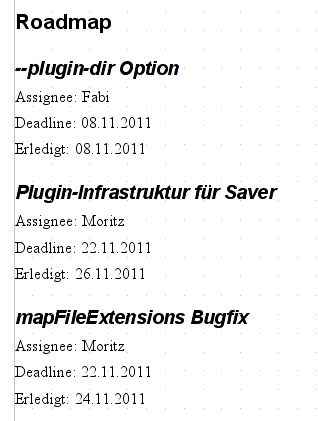 Roadmap
--plugin-dir Option
Assignee: Fabi
Deadline: 08.11.2011
Erledigt: 08.11.2011
Plugin-Infrastruktur für Saver
Assignee: Moritz
Deadline: 22.11.2011
Erledigt: 26.11.2011
mapFileExtensions Bugfix
Assignee: Moritz
Deadline: 22.11.2011
Erledigt: 24.11.2011